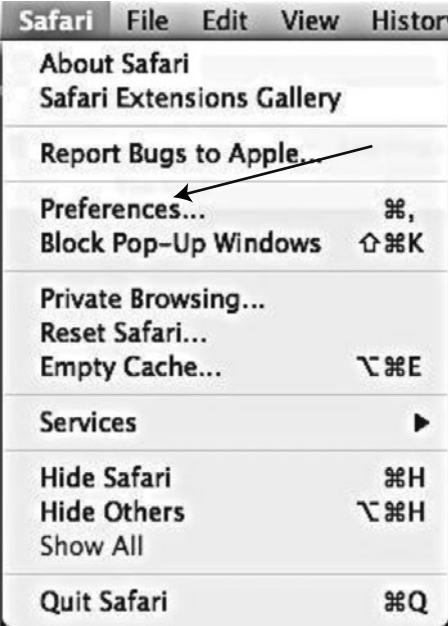 Safari File Edit View Histor
About Safari
Safari Extensions Gallery
Report Bugs to Apple...
Preferences... ⌘,
Block Pop-Up Windows ⇧⌘K
Private Browsing...
Reset Safari...
Empty Cache... ⌥⌘E
Services ▶
Hide Safari ⌘H
Hide Others ⌥⌘H
Show All
Quit Safari ⌘Q